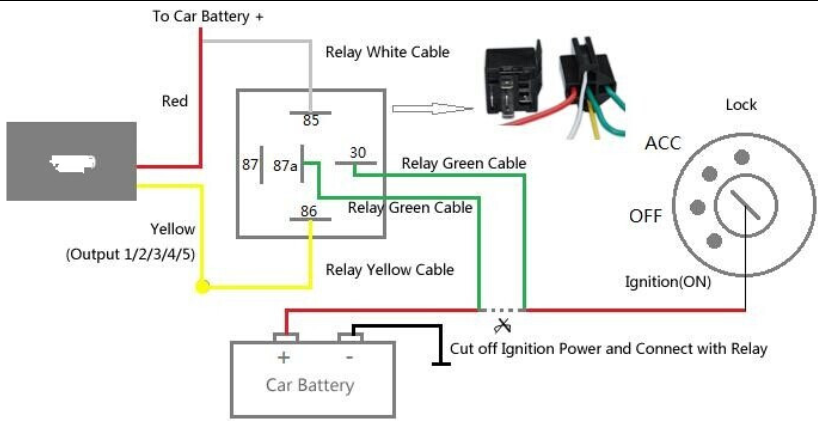 To Car Battery +
Relay White Cable
Red
85
Lock
ACC
87
87a
30
Relay Green Cable
Relay Green Cable
OFF
86
Yellow
(Output 1/2/3/4/5)
Relay Yellow Cable
Ignition(ON)
Cut off Ignition Power and Connect with Relay
+ -
Car Battery